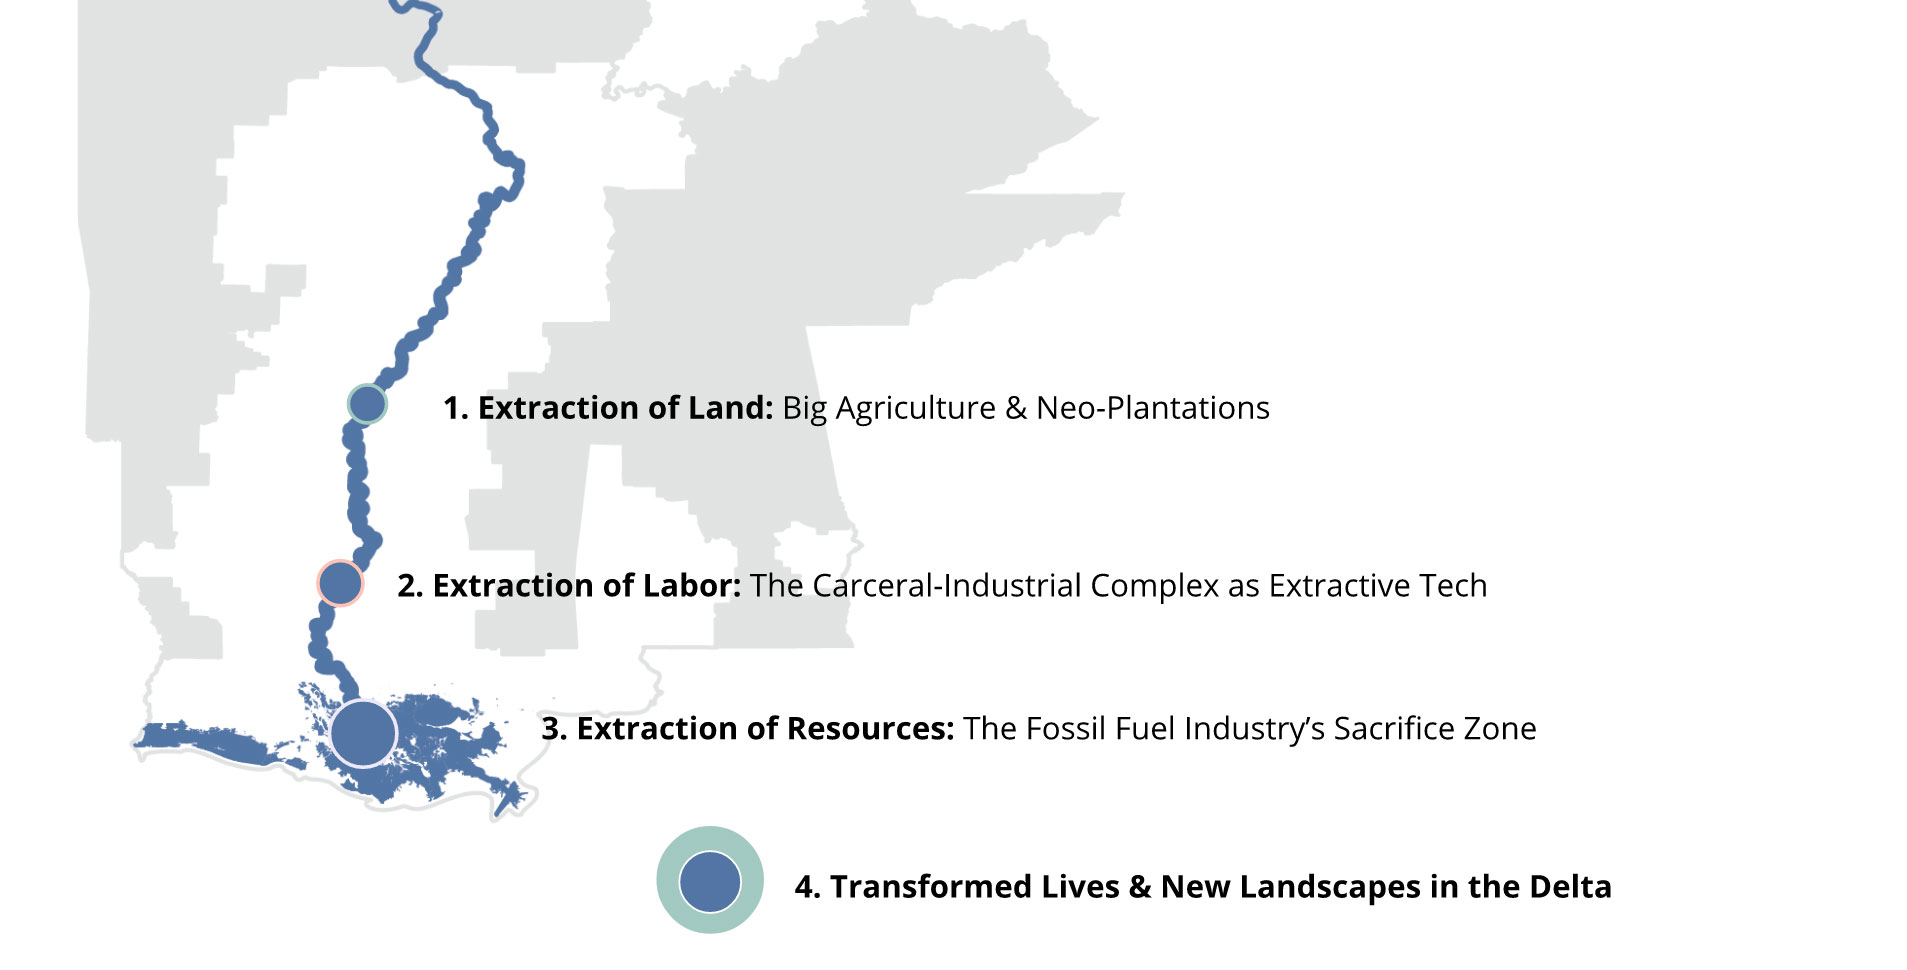 1. Extraction of Land: Big Agriculture & Neo-Plantations
2. Extraction of Labor: The Carceral-Industrial Complex as Extractive Tech
3. Extraction of Resources: The Fossil Fuel Industry’s Sacrifice Zone
4. Transformed Lives & New Landscapes in the Delta